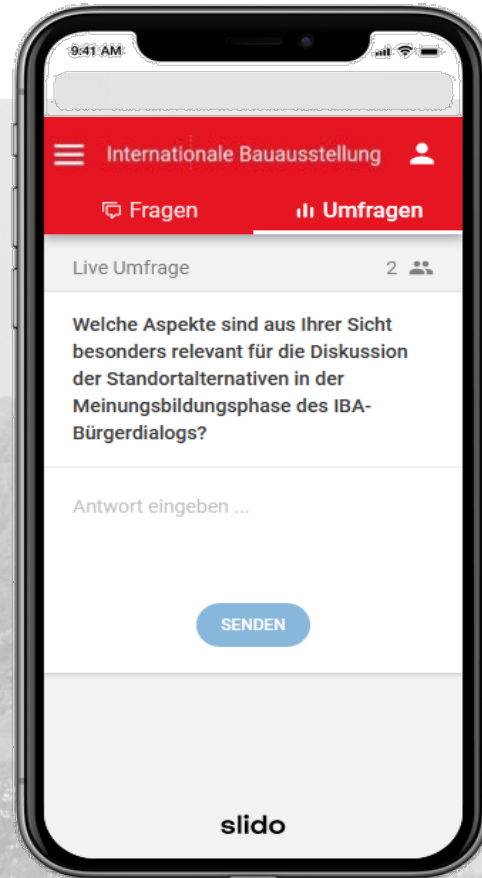 9:41 AM
Internationale Bauausstellung
Fragen
Umfragen
Live Umfrage 2
Welche Aspekte sind aus Ihrer Sicht
besonders relevant für die Diskussion
der Standortalternativen in der
Meinungsbildungsphase des IBA-
Bürgerdialogs?
Antwort eingeben ...
SENDEN
slido